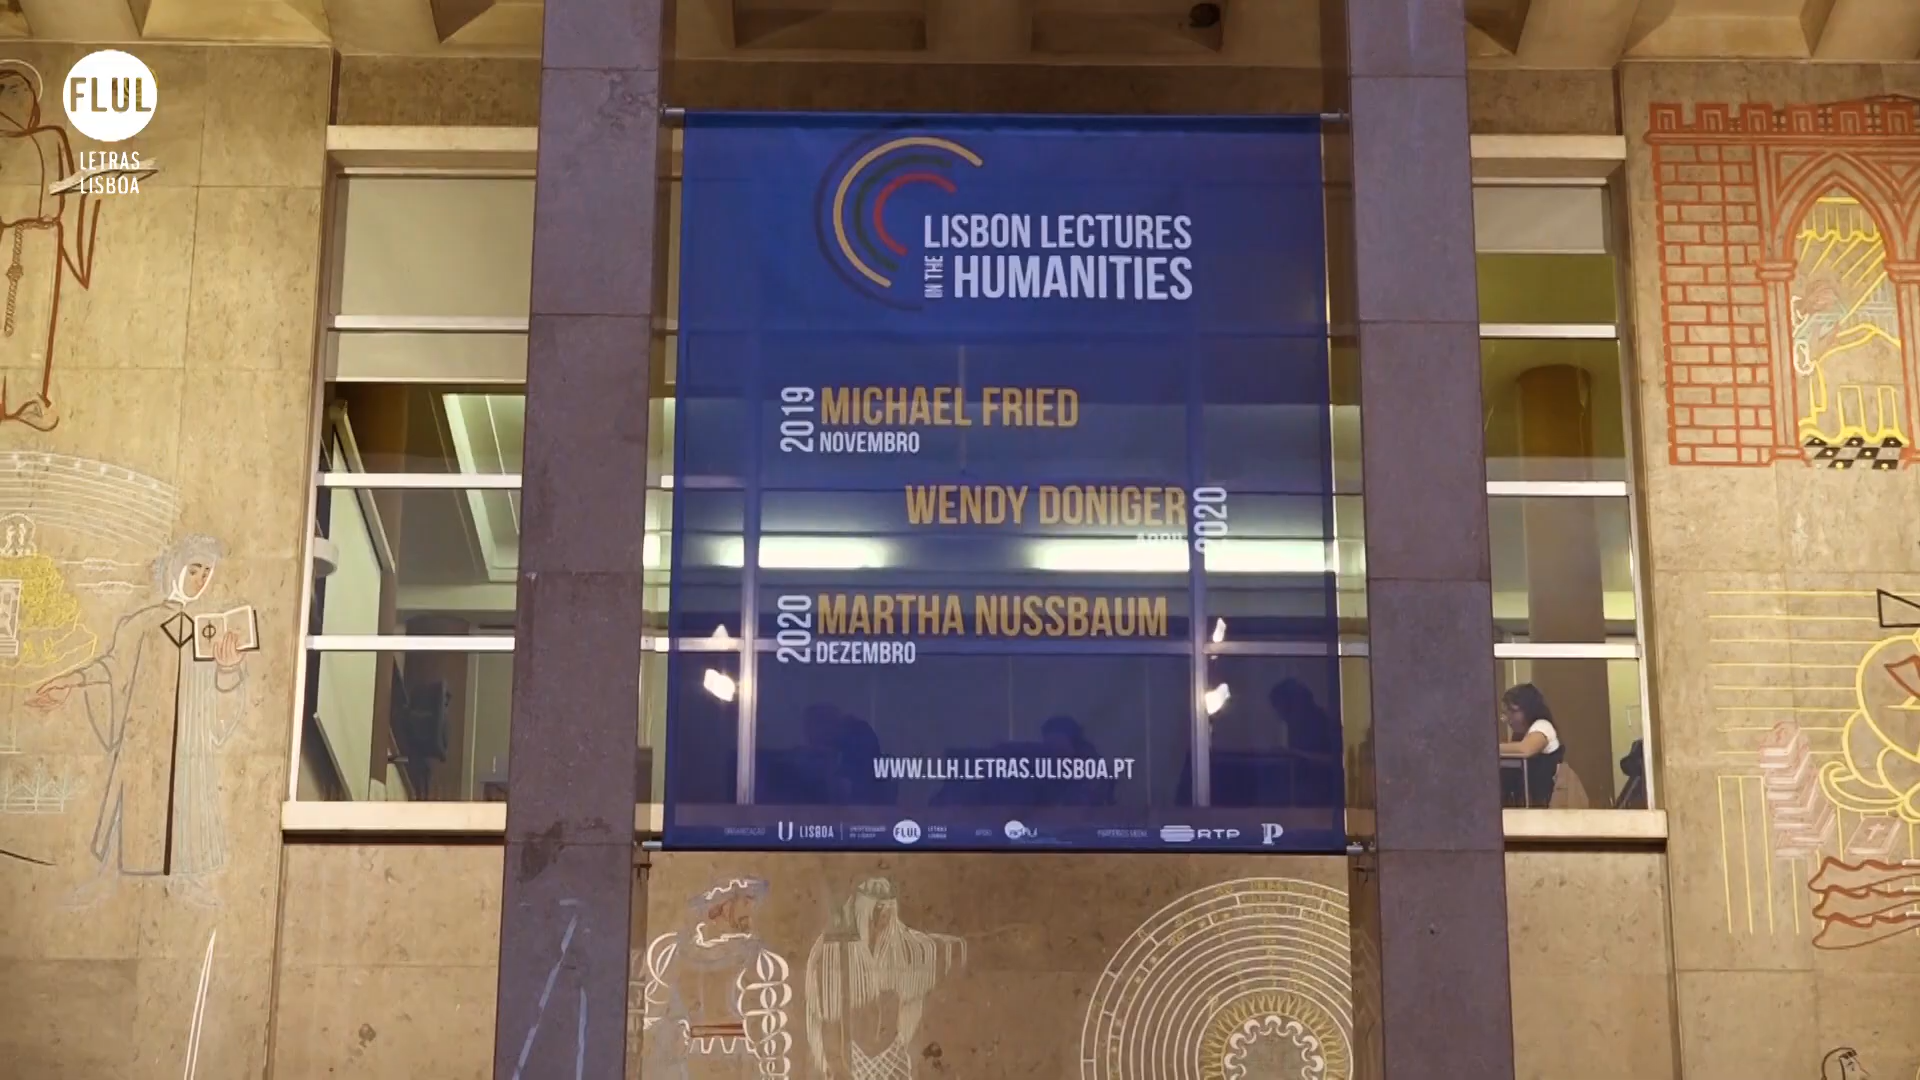 FLUL
LETRAS
LISBOA
LISBON LECTURES
IN THE
HUMANITIES
2019
MICHAEL FRIED
NOVEMBRO
WENDY DONIGER
2020
2020
MARTHA NUSSBAUM
DEZEMBRO
WWW.LLH.LETRAS.ULISBOA.PT
U LISBOA
FLUL
RTP
P